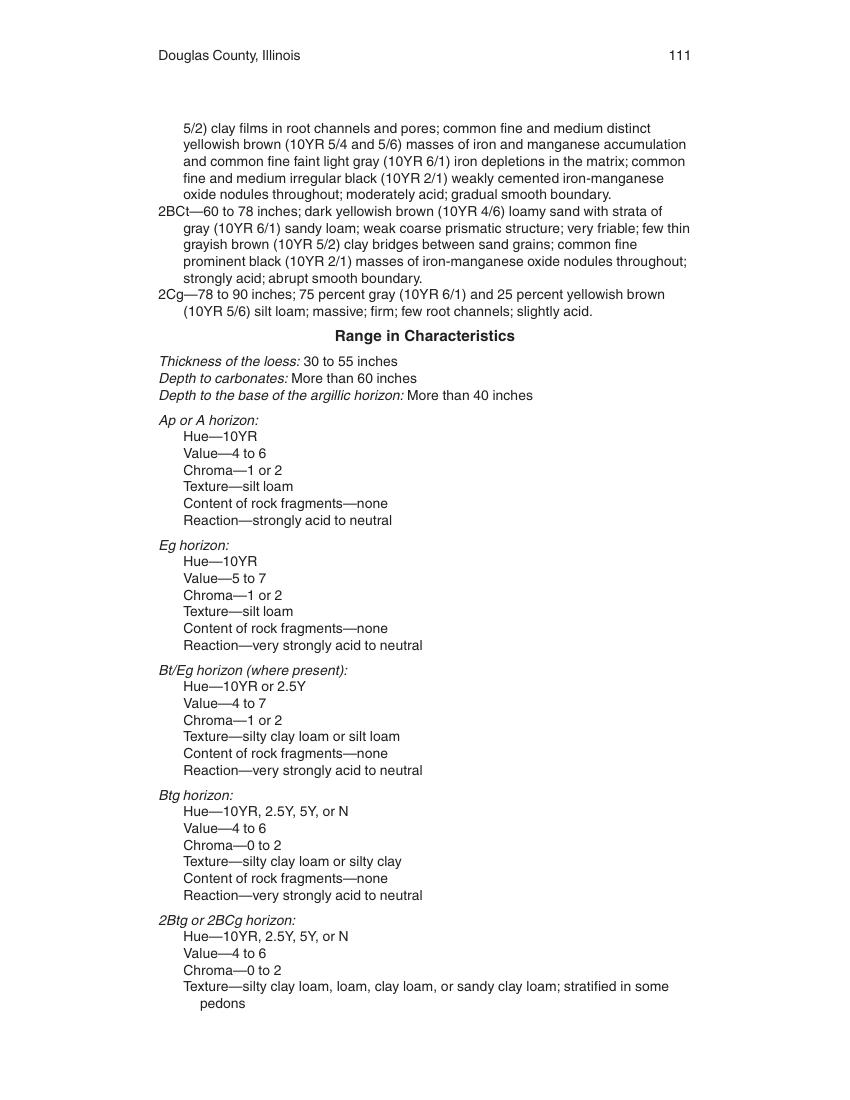 Douglas County, Illinois 111
5/2) clay films in root channels and pores; common fine and medium distinct
yellowish brown (10YR 5/4 and 5/6) masses of iron and manganese accumulation
and common fine faint light gray (10YR 6/1) iron depletions in the matrix; common
fine and medium irregular black (10YR 2/1) weakly cemented iron-manganese
oxide nodules throughout; moderately acid; gradual smooth boundary.
2BCt—60 to 78 inches; dark yellowish brown (10YR 4/6) loamy sand with strata of
gray (10YR 6/1) sandy loam; weak coarse prismatic structure; very friable; few thin
grayish brown (10YR 5/2) clay bridges between sand grains; common fine
prominent black (10YR 2/1) masses of iron-manganese oxide nodules throughout;
strongly acid; abrupt smooth boundary.
2Cg—78 to 90 inches; 75 percent gray (10YR 6/1) and 25 percent yellowish brown
(10YR 5/6) silt loam; massive; firm; few root channels; slightly acid.
Range in Characteristics
Thickness of the loess: 30 to 55 inches
Depth to carbonates: More than 60 inches
Depth to the base of the argillic horizon: More than 40 inches
Ap or A horizon:
Hue—10YR
Value—4 to 6
Chroma—1 or 2
Texture—silt loam
Content of rock fragments—none
Reaction—strongly acid to neutral
Eg horizon:
Hue—10YR
Value—5 to 7
Chroma—1 or 2
Texture—silt loam
Content of rock fragments—none
Reaction—very strongly acid to neutral
Bt/Eg horizon (where present):
Hue—10YR or 2.5Y
Value—4 to 7
Chroma—1 or 2
Texture—silty clay loam or silt loam
Content of rock fragments—none
Reaction—very strongly acid to neutral
Btg horizon:
Hue—10YR, 2.5Y, 5Y, or N
Value—4 to 6
Chroma—0 to 2
Texture—silty clay loam or silty clay
Content of rock fragments—none
Reaction—very strongly acid to neutral
2Btg or 2BCg horizon:
Hue—10YR, 2.5Y, 5Y, or N
Value—4 to 6
Chroma—0 to 2
Texture—silty clay loam, loam, clay loam, or sandy clay loam; stratified in some
pedons